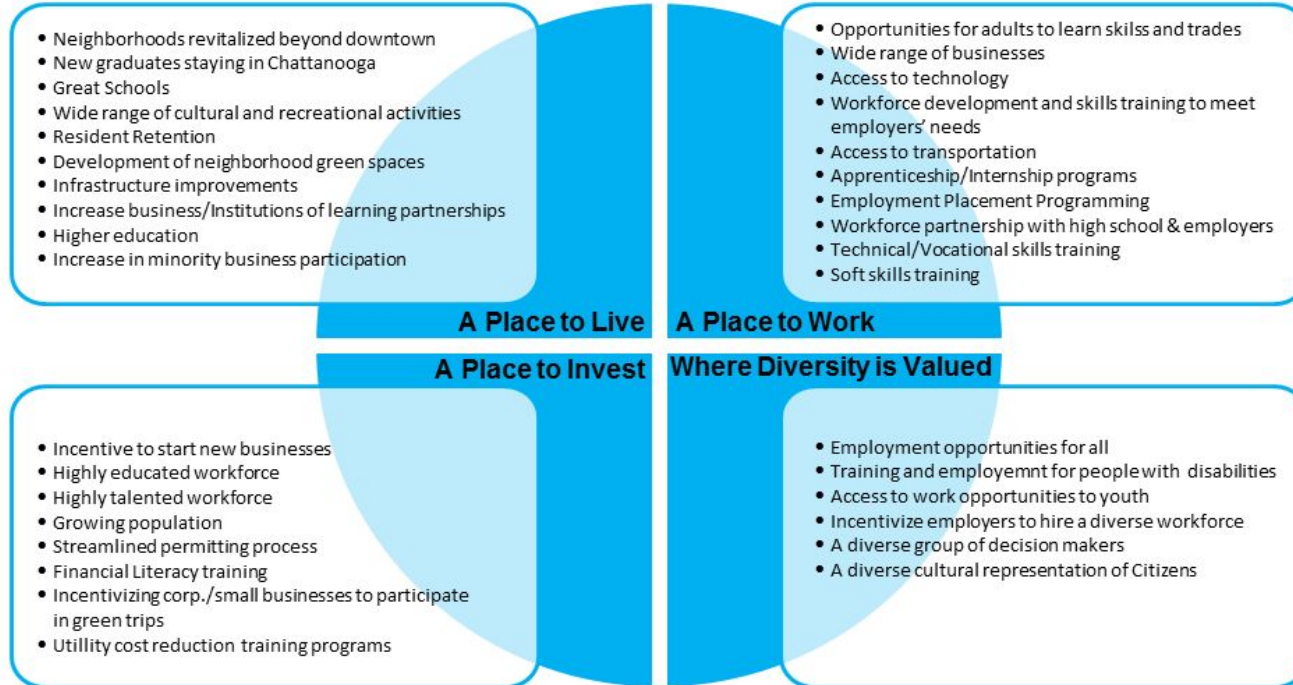 • Neighborhoods revitalized beyond downtown
• New graduates staying in Chattanooga
• Great Schools
• Wide range of cultural and recreational activities
• Resident Retention
• Development of neighborhood green spaces
• Infrastructure improvements
• Increase business/Institutions of learning partnerships
• Higher education
• Increase in minority business participation
A Place to Live
• Opportunities for adults to learn skilss and trades
• Wide range of businesses
• Access to technology
• Workforce development and skills training to meet
employers' needs
• Access to transportation
• Apprenticeship/Internship programs
• Employment Placement Programming
• Workforce partnership with high school & employers
• Technical/Vocational skills training
• Soft skills training
A Place to Work
A Place to Invest
• Incentive to start new businesses
• Highly educated workforce
• Highly talented workforce
• Growing population
• Streamlined permitting process
• Financial Literacy training
• Incentivizing corp./small businesses to participate
in green trips
• Utillity cost reduction training programs
Where Diversity is Valued
• Employment opportunities for all
• Training and employemnt for people with disabilities
• Access to work opportunities to youth
• Incentivize employers to hire a diverse workforce
• A diverse group of decision makers
• A diverse cultural representation of Citizens